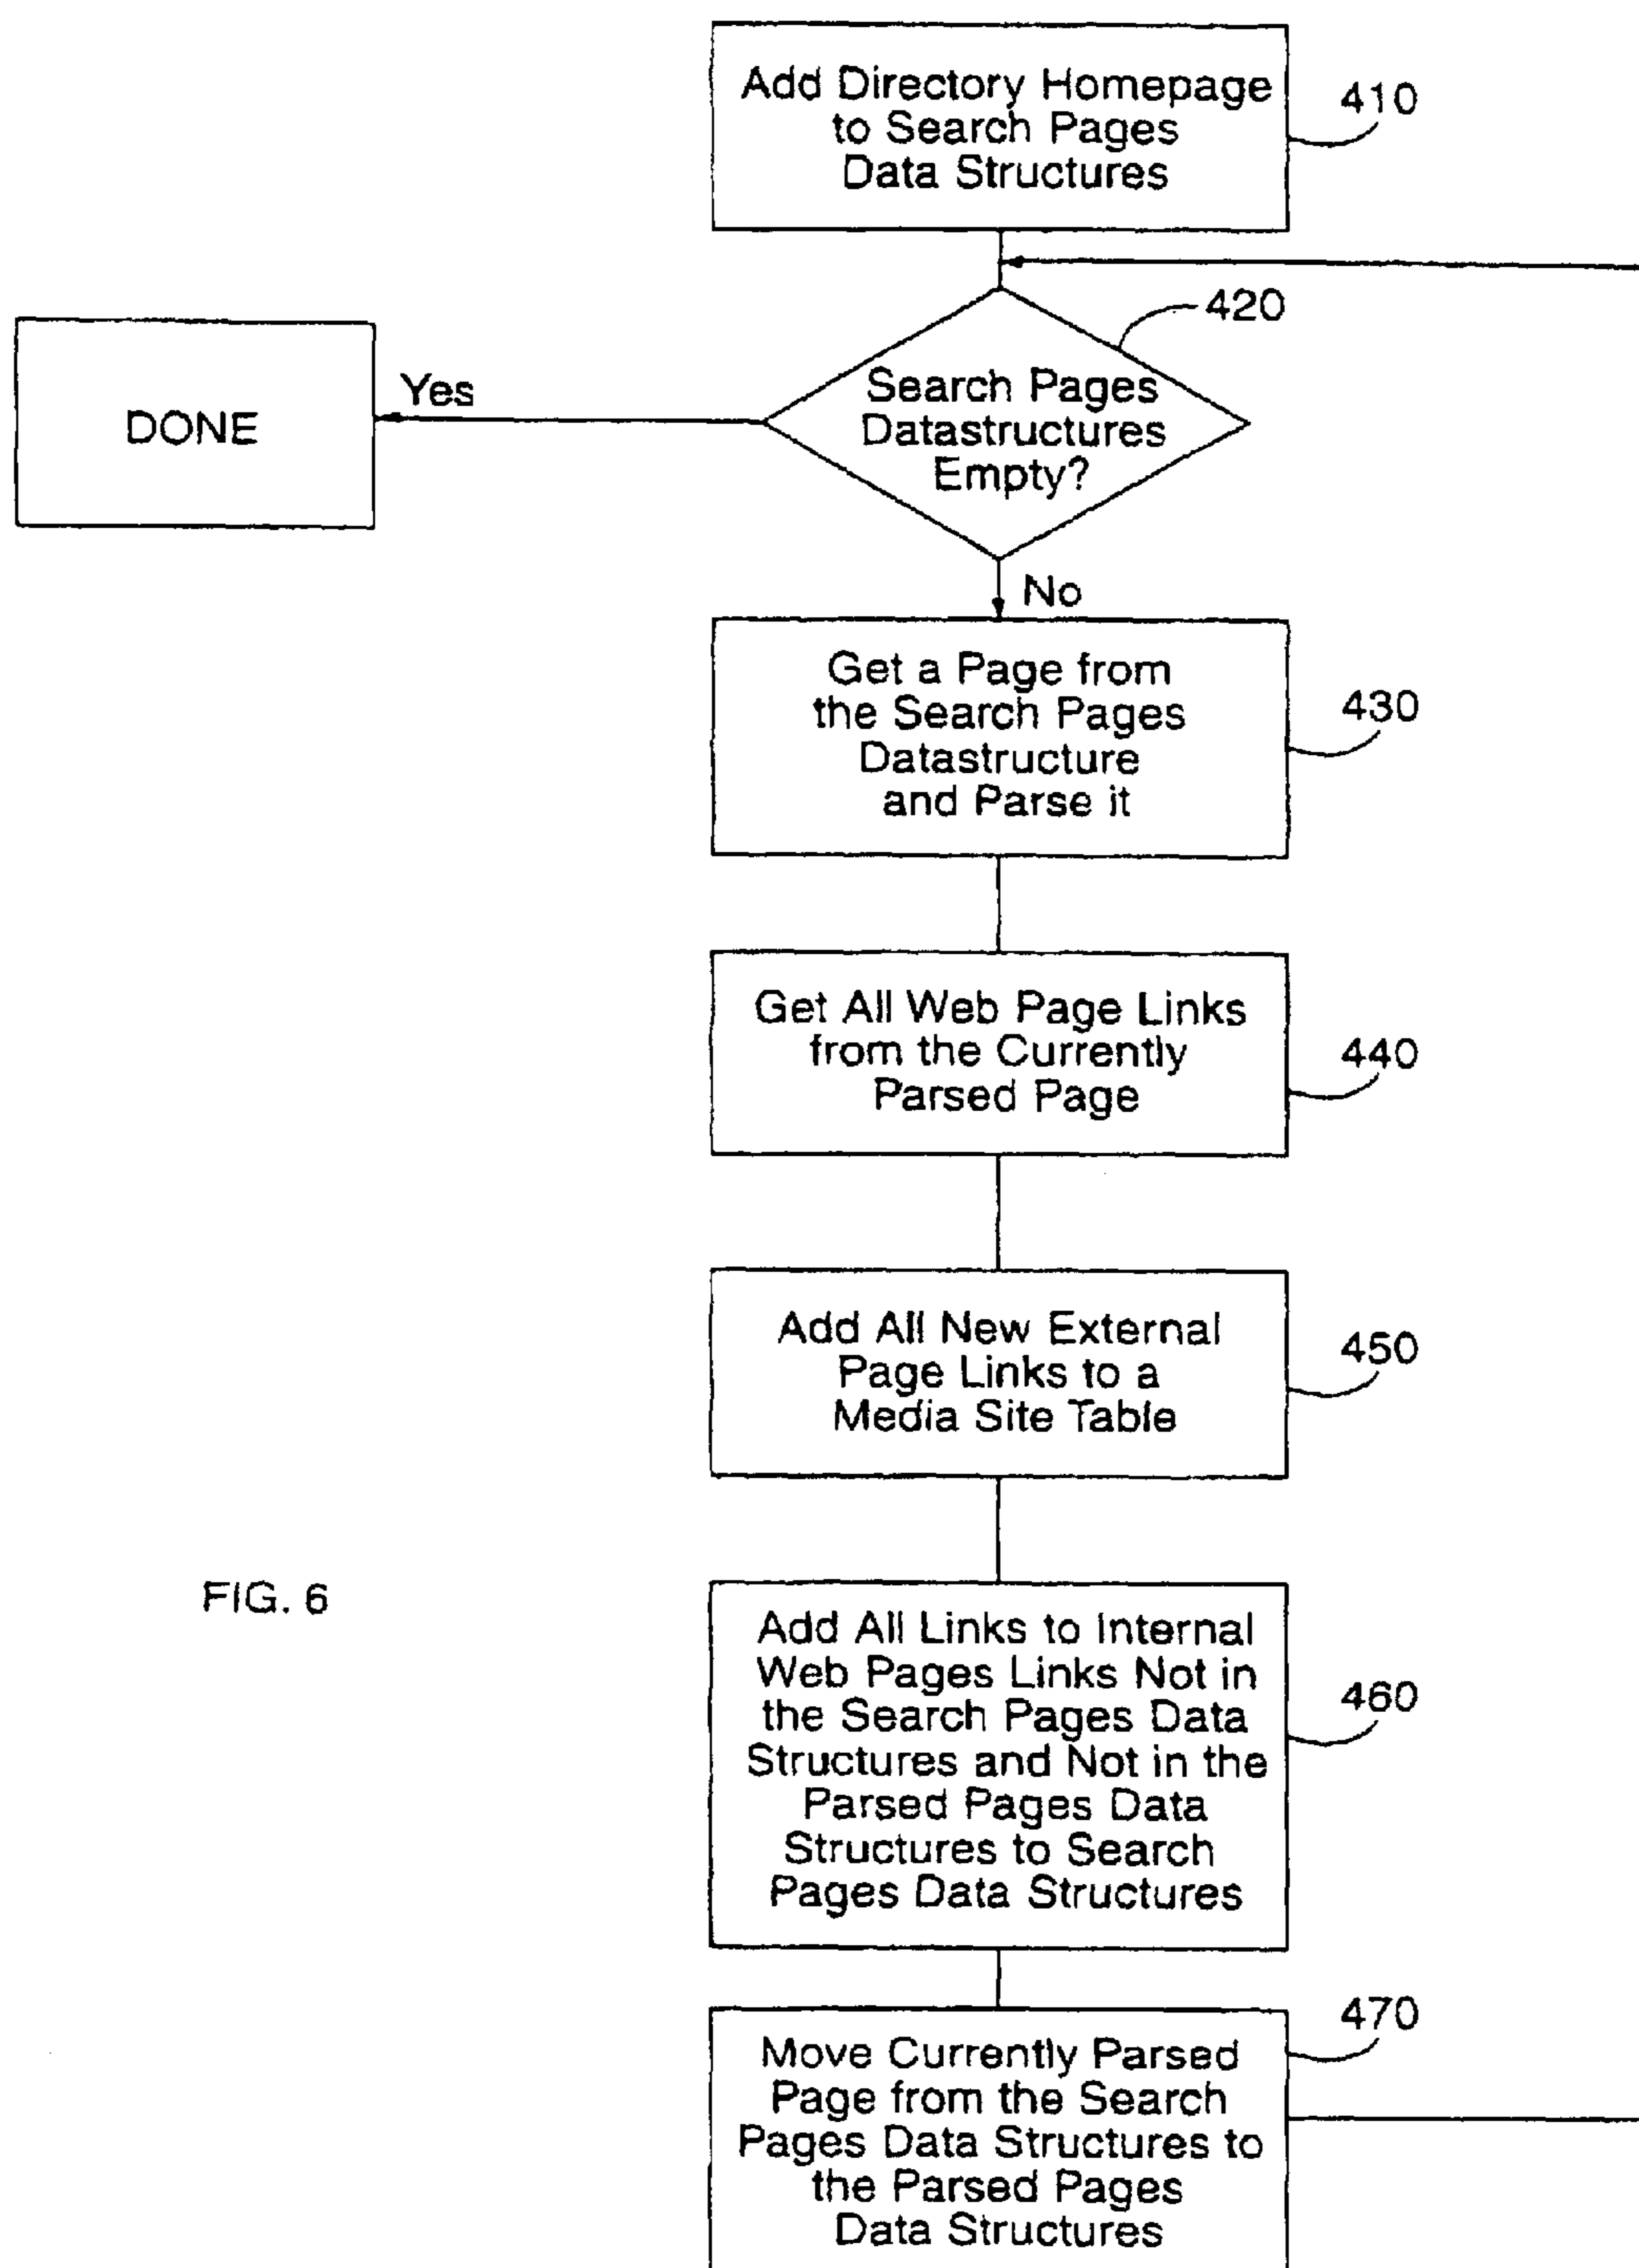 Add Directory Homepage
to Search Pages
Data Structures
410
420
Search Pages
Datastructures
Empty?
Yes
DONE
No
Get a Page from
the Search Pages
Datastructure
and Parse it
430
Get All Web Page Links
from the Currently
Parsed Page
440
Add All New External
Page Links to a
Media Site Table
450
FIG. 6
Add All Links to Internal
Web Pages Links Not in
the Search Pages Data
Structures and Not in the
Parsed Pages Data
Structures to Search
Pages Data Structures
460
Move Currently Parsed
Page from the Search
Pages Data Structures to
the Parsed Pages
Data Structures
470